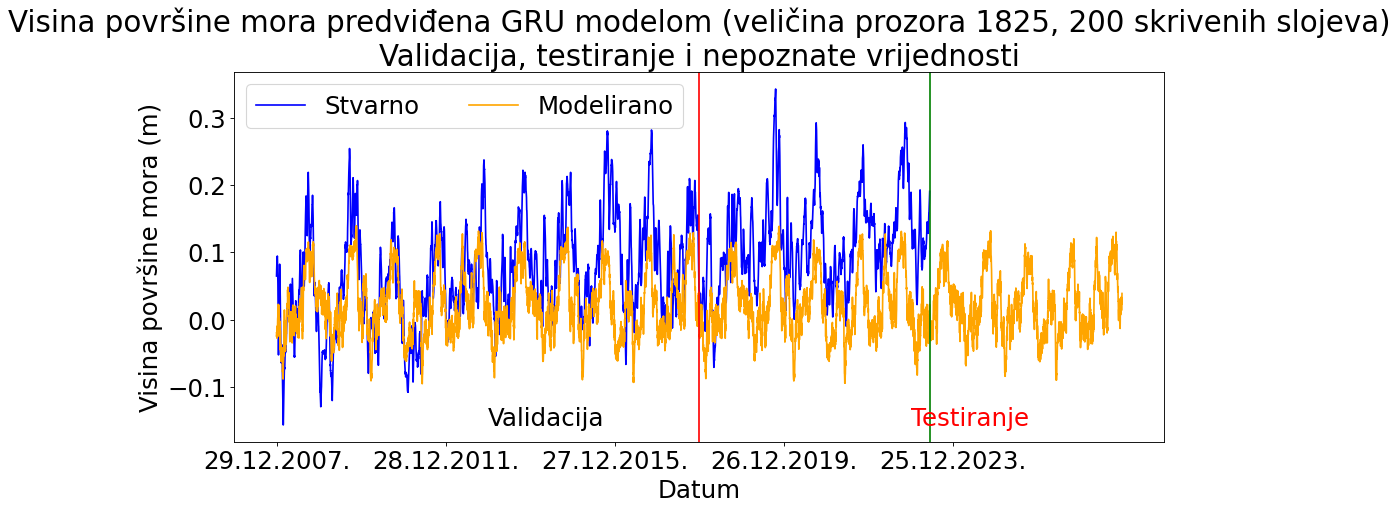 Visina površine mora predviđena GRU modelom (veličina prozora 1825, 200 skrivenih slojeva)
Validacija, testiranje i nepoznate vrijednosti
Stvarno
Modelirano
Visina površine mora (m)
0.3
0.2
0.1
0.0
−0.1
Validacija
Testiranje
29.12.2007.
28.12.2011.
27.12.2015.
26.12.2019.
25.12.2023.
Datum